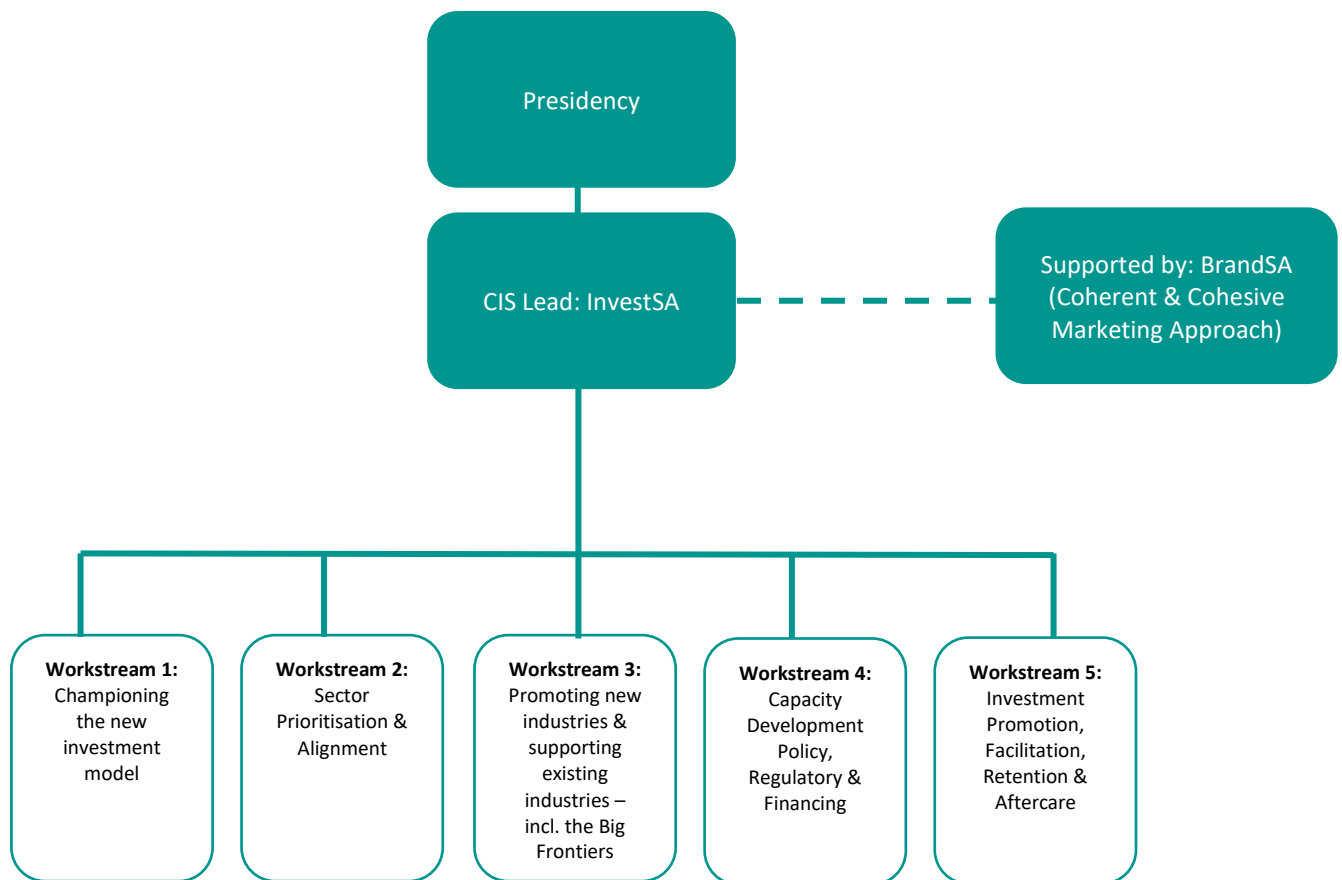 Presidency
CIS Lead: InvestSA
Supported by: BrandSA
(Coherent & Cohesive
Marketing Approach)
Workstream 1:
Championing
the new
investment
model
Workstream 2:
Sector
Prioritisation &
Alignment
Workstream 3:
Promoting new
industries &
supporting
existing
industries –
incl. the Big
Frontiers
Workstream 4:
Capacity
Development
Policy,
Regulatory &
Financing
Workstream 5:
Investment
Promotion,
Facilitation,
Retention &
Aftercare